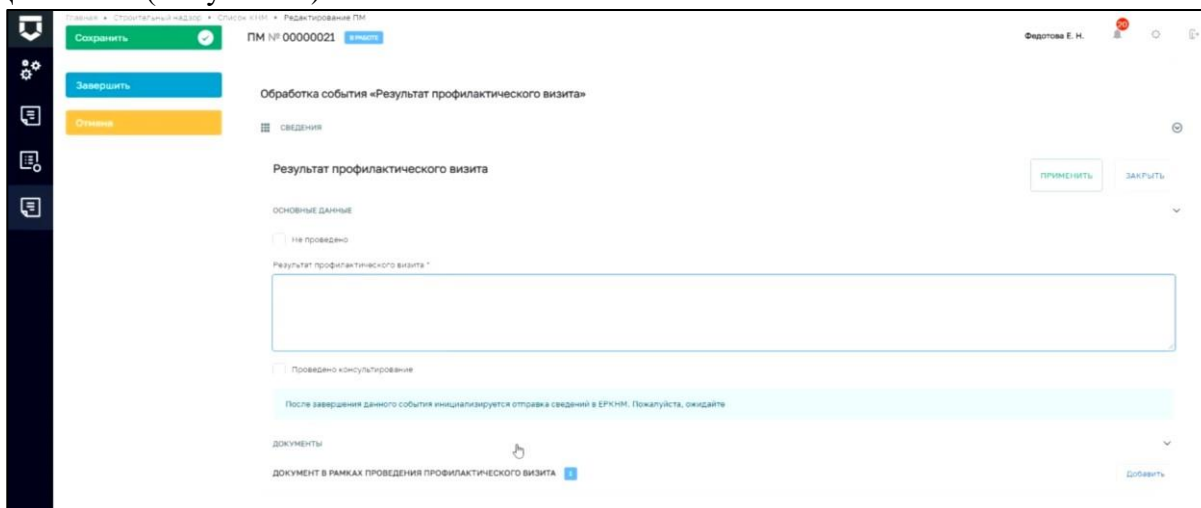 Главная • Строительный надзор • Список КНМ • Редактирование ПМ
Сохранить
ПМ № 00000021 В РАБОТЕ
Федотова Е. Н.
20
Завершить
Обработка события «Результат профилактического визита»
Отмена
СВЕДЕНИЯ
Результат профилактического визита
ПРИМЕНИТЬ
ЗАКРЫТЬ
ОСНОВНЫЕ ДАННЫЕ
Не проведено
Результат профилактического визита *
Проведено консультирование
После завершения данного события инициализируется отправка сведений в ЕРКНМ. Пожалуйста, ожидайте
ДОКУМЕНТЫ
ДОКУМЕНТ В РАМКАХ ПРОВЕДЕНИЯ ПРОФИЛАКТИЧЕСКОГО ВИЗИТА
Добавить